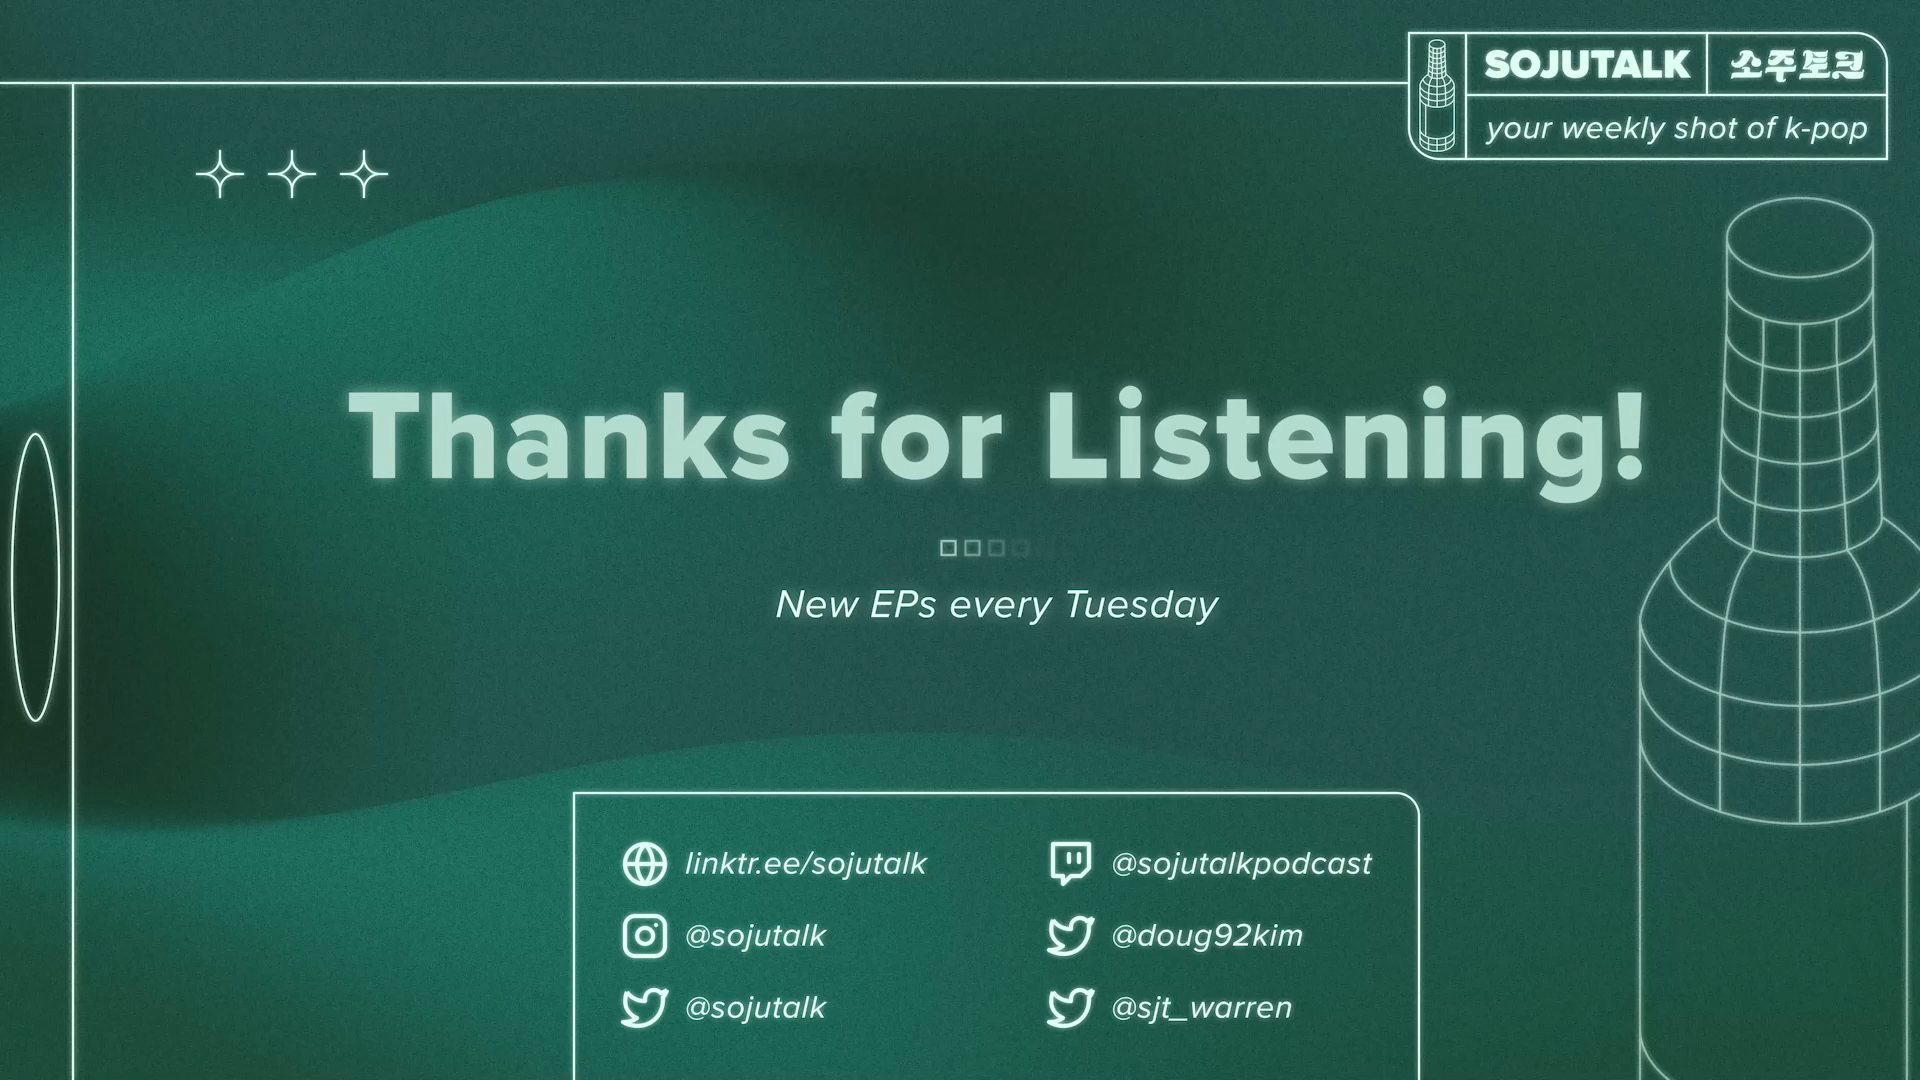 SOJUTALK 소주토크
your weekly shot of k-pop
Thanks for Listening!
New EPs every Tuesday
linktr.ee/sojutalk
@sojutalk
@sojutalk
@sojutalkpodcast
@doug92kim
@sjt_warren